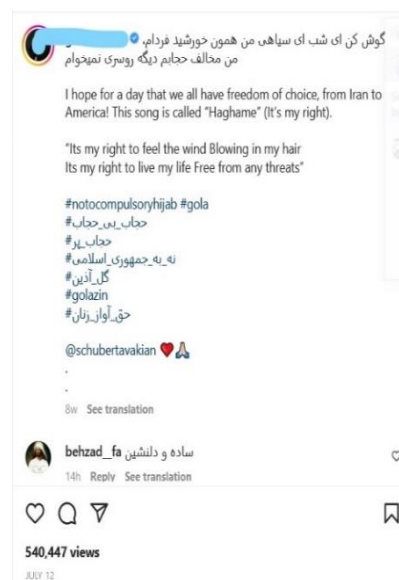 گوش کن ای شب ای سیاهی من همون خورشید فردام،
من مخالف حجابم دیگه روسری نمیخوام
I hope for a day that we all have freedom of choice, from Iran to
America! This song is called "Haghame" (It's my right).
"Its my right to feel the wind Blowing in my hair
Its my right to live my life Free from any threats"
#notocompulsoryhijab #gola
#حجاب_بی_حجاب
#حجاب_پر
#نه_به_جمهوری_اسلامی
#گل_آذین
#golazin
#حق_آواز_زنان
@schubertavakian ❤️🙏🏻
.
.
8w See translation
behzad__fa ساده و دلنشین
14h Reply See translation
540,447 views
JULY 12